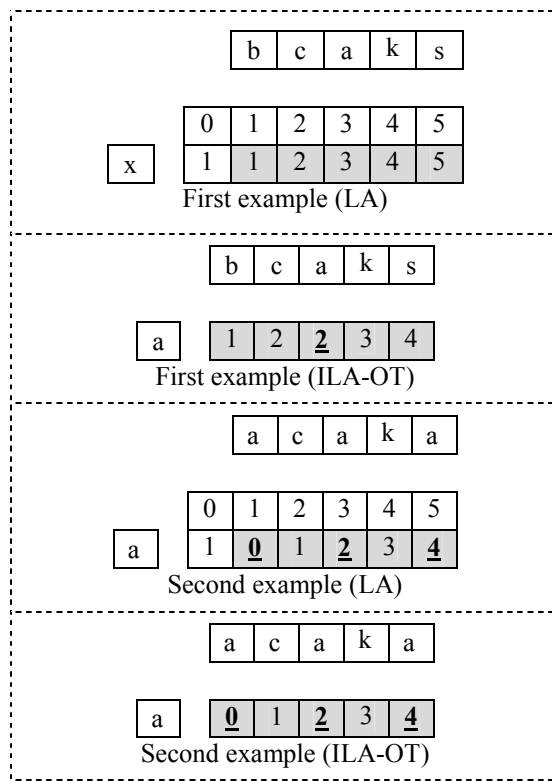 b c a k s
0 1 2 3 4 5
x 1 1 2 3 4 5
First example (LA)
b c a k s
a 1 2 2 3 4
First example (ILA-OT)
a c a k a
0 1 2 3 4 5
a 1 0 1 2 3 4
Second example (LA)
a c a k a
a 0 1 2 3 4
Second example (ILA-OT)